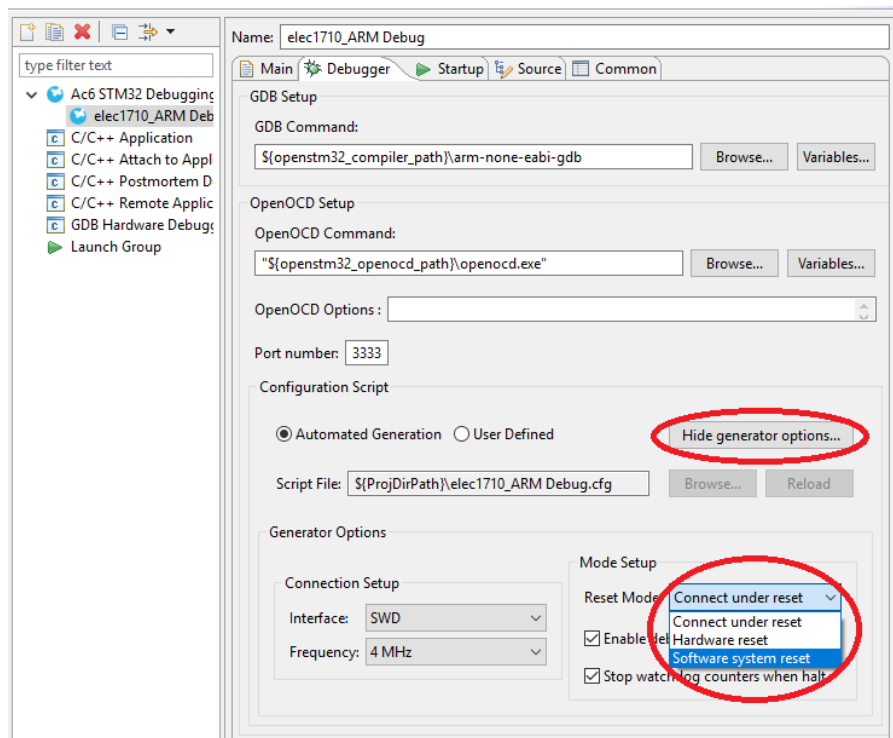 Name: elec1710_ARM Debug
type filter text
Main Debugger Startup Source Common
Ac6 STM32 Debugging
elec1710_ARM Deb
C/C++ Application
C/C++ Attach to Appl
C/C++ Postmortem D
C/C++ Remote Applic
GDB Hardware Debugg
Launch Group
GDB Setup
GDB Command:
${openstm32_compiler_path}\arm-none-eabi-gdb Browse... Variables...
OpenOCD Setup
OpenOCD Command:
"${openstm32_openocd_path}\openocd.exe" Browse... Variables...
OpenOCD Options :
Port number: 3333
Configuration Script
Automated Generation User Defined Hide generator options...
Script File: ${ProjDirPath}\elec1710_ARM Debug.cfg Browse... Reload
Generator Options
Connection Setup
Interface: SWD
Frequency: 4 MHz
Mode Setup
Reset Mode Connect under reset
Connect under reset
Hardware reset
Software system reset
Enable
Stop watchdog counters when halt